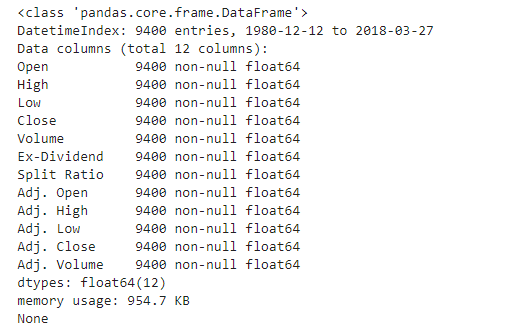 <class 'pandas.core.frame.DataFrame'>
DatetimeIndex: 9400 entries, 1980-12-12 to 2018-03-27
Data columns (total 12 columns):
Open           9400 non-null float64
High           9400 non-null float64
Low            9400 non-null float64
Close          9400 non-null float64
Volume         9400 non-null float64
Ex-Dividend    9400 non-null float64
Split Ratio    9400 non-null float64
Adj. Open      9400 non-null float64
Adj. High      9400 non-null float64
Adj. Low       9400 non-null float64
Adj. Close     9400 non-null float64
Adj. Volume    9400 non-null float64
dtypes: float64(12)
memory usage: 954.7 KB
None